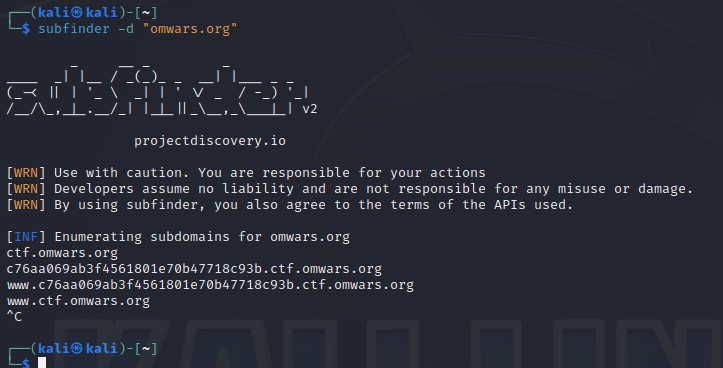 ┌──(kali㉿kali)-[~]
└─$ subfinder -d "omwars.org"
subfinder v2
projectdiscovery.io
[WRN] Use with caution. You are responsible for your actions
[WRN] Developers assume no liability and are not responsible for any misuse or damage.
[WRN] By using subfinder, you also agree to the terms of the APIs used.
[INF] Enumerating subdomains for omwars.org
ctf.omwars.org
c76aa069ab3f4561801e70b47718c93b.ctf.omwars.org
www.c76aa069ab3f4561801e70b47718c93b.ctf.omwars.org
www.ctf.omwars.org
^C
┌──(kali㉿kali)-[~]
└─$